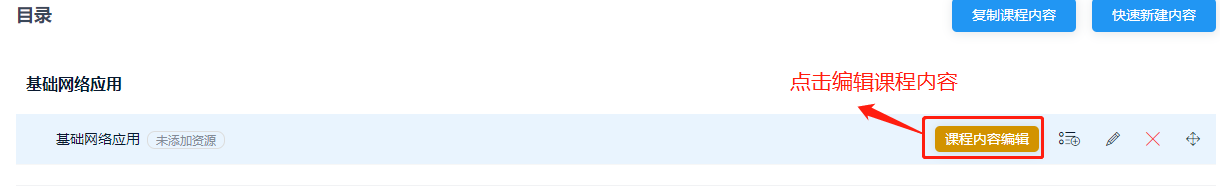 目录
复制课程内容
快速新建内容
基础网络应用
点击编辑课程内容
基础网络应用
未添加资源
课程内容编辑